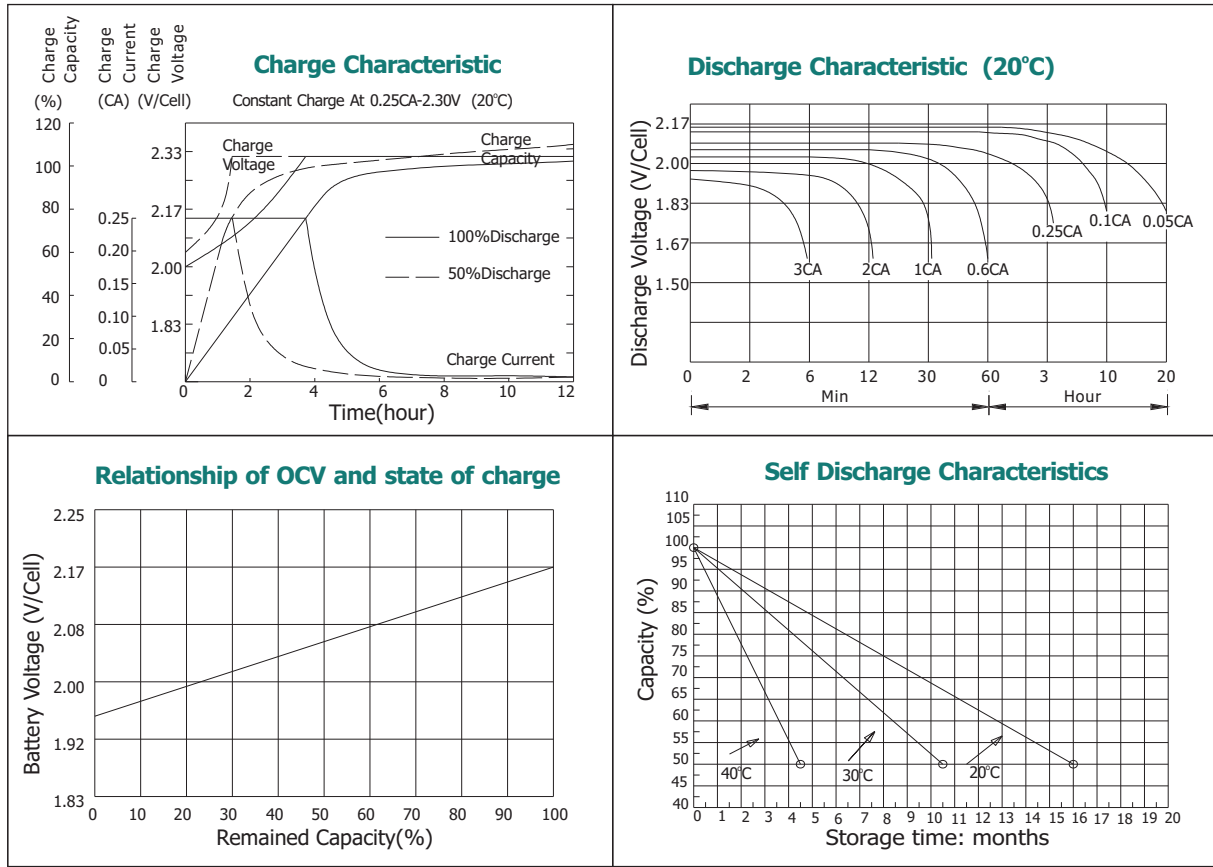 Charge Characteristic
Charge
Capacity
Charge
Current
Charge
Voltage
(%)
(CA)
(V/Cell)
Constant Charge At 0.25CA-2.30V (20°C)
120
100
80
60
40
20
0
0.25
0.20
0.15
0.10
0.05
0
2.33
2.17
2.00
1.83
Charge
Voltage
Charge
Capacity
100%Discharge
50%Discharge
Charge Current
0 2 4 6 8 10 12
Time(hour)
Discharge Characteristic (20°C)
Discharge Voltage (V/Cell)
2.17
2.00
1.83
1.67
1.50
3CA
2CA
1CA
0.6CA
0.25CA
0.1CA
0.05CA
0 2 6 12 30 60 3 10 20
Min
Hour
Relationship of OCV and state of charge
Battery Voltage (V/Cell)
2.25
2.17
2.08
2.00
1.92
1.83
0 10 20 30 40 50 60 70 80 90 100
Remained Capacity(%)
Self Discharge Characteristics
Capacity (%)
110
105
100
95
90
85
80
75
70
65
60
55
50
45
40
40°C
30°C
20°C
0 1 2 3 4 5 6 7 8 9 10 11 12 13 14 15 16 17 18 19 20
Storage time: months